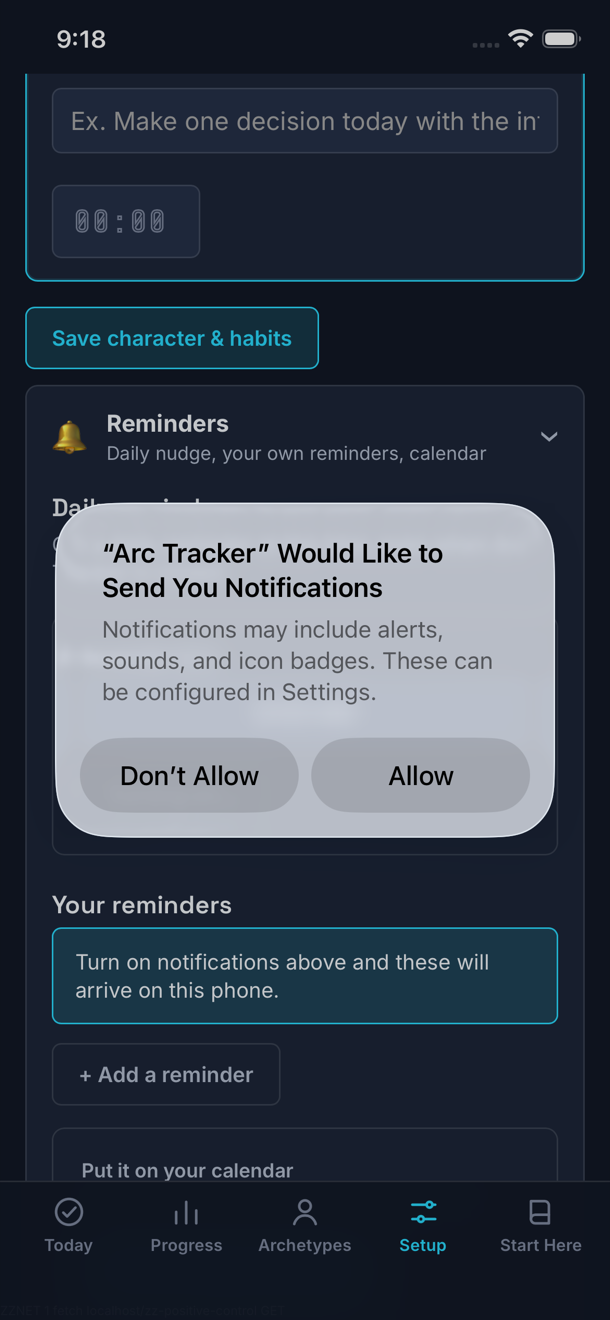 9:18
Ex. Make one decision today with the in
00:00
Save character & habits
Reminders
Daily nudge, your own reminders, calendar
“Arc Tracker” Would Like to
Send You Notifications
Notifications may include alerts,
sounds, and icon badges. These can
be configured in Settings.
Don’t Allow
Allow
Your reminders
Turn on notifications above and these will
arrive on this phone.
+ Add a reminder
Put it on your calendar
Today
Progress
Archetypes
Setup
Start Here